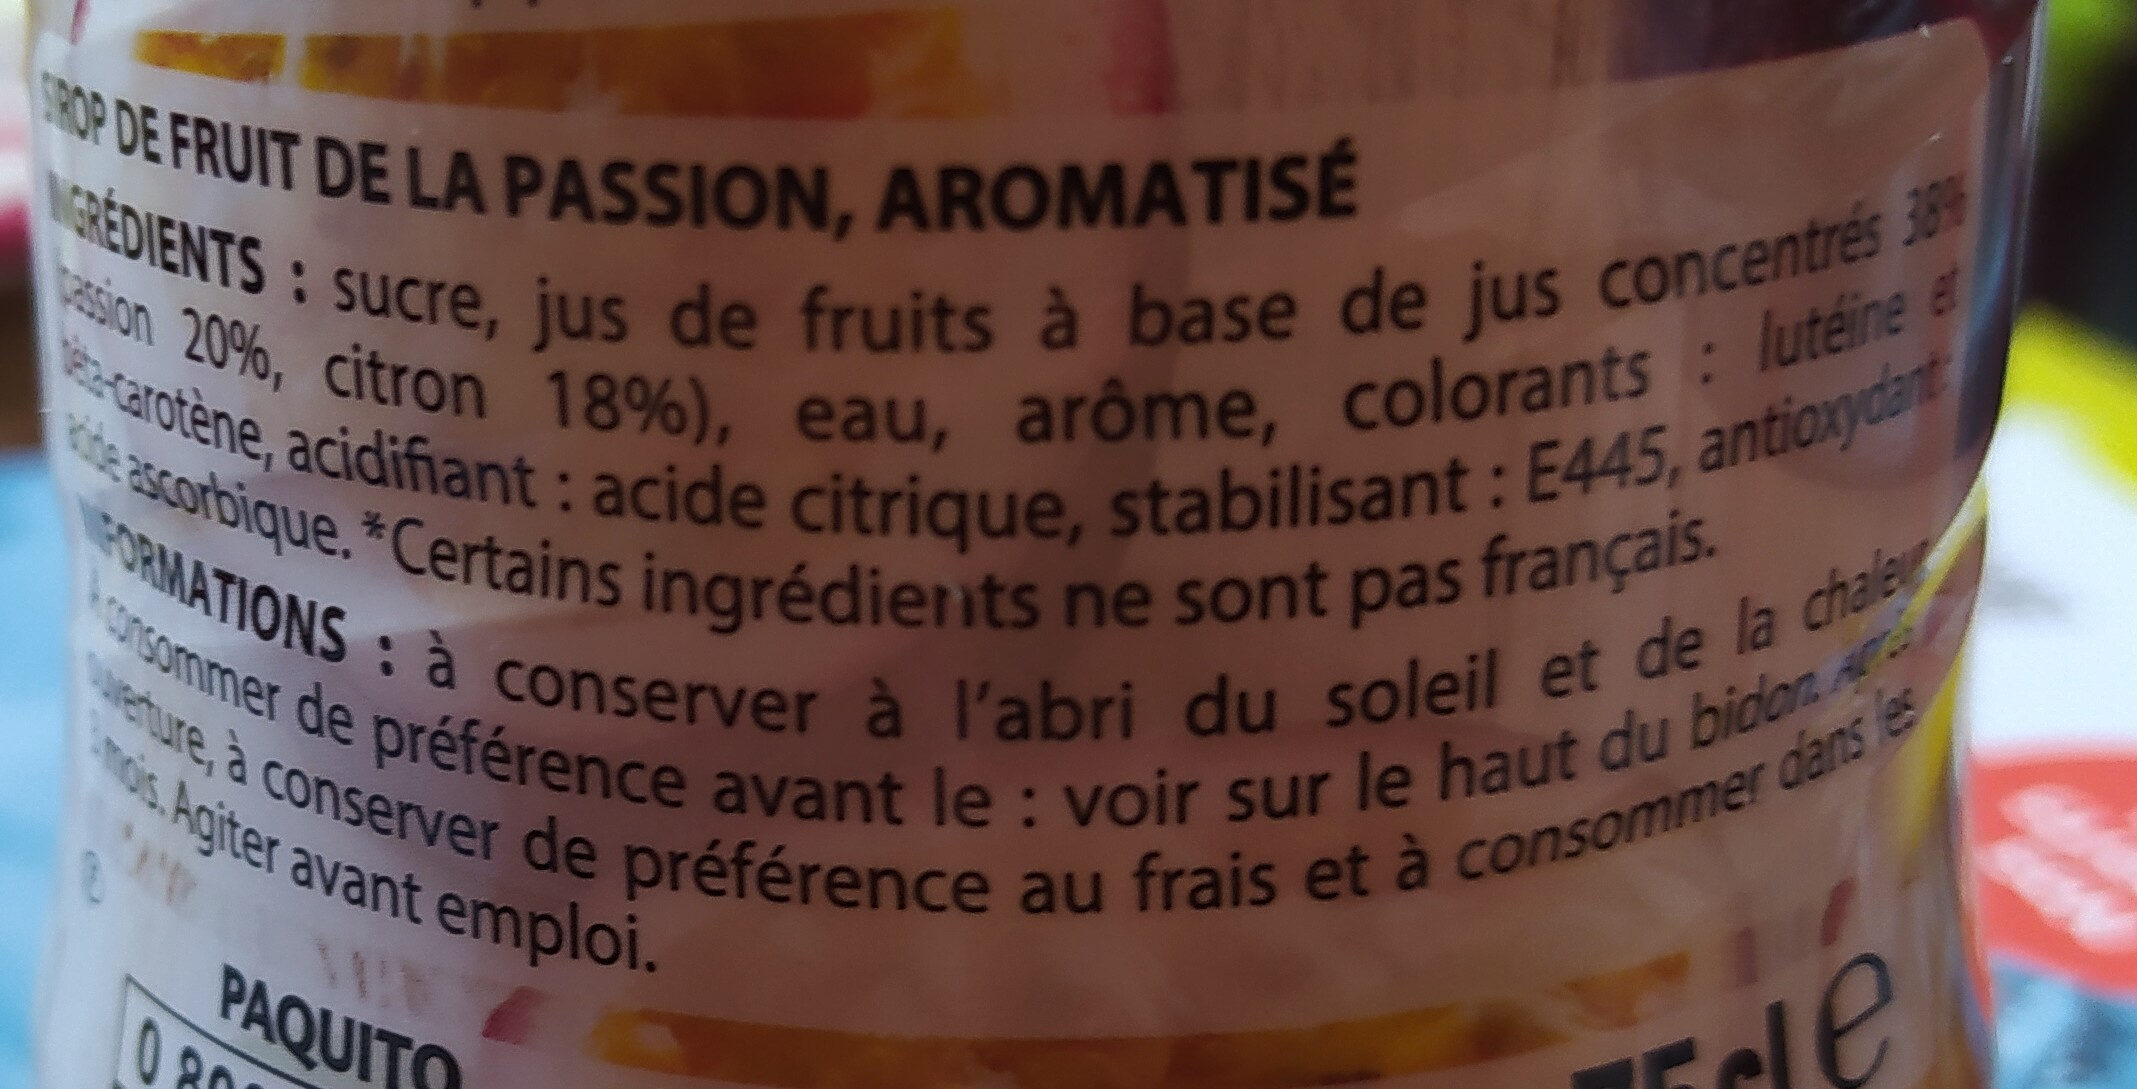 SIROP DE FRUIT DE LA PASSION, AROMATISÉ
INGRÉDIENTS : sucre, jus de fruits à base de jus concentrés 38%
passion 20%, citron 18%), eau, arôme, colorants : lutéine et
bêta-carotène, acidifiant : acide citrique, stabilisant : E445, antioxydant :
acide ascorbique. *Certains ingrédients ne sont pas français.
INFORMATIONS : à conserver à l'abri du soleil et de la chaleur
À consommer de préférence avant le : voir sur le haut du bidon. Après
ouverture, à conserver de préférence au frais et à consommer dans les
mois. Agiter avant emploi.
PAQUITO
75 cl e